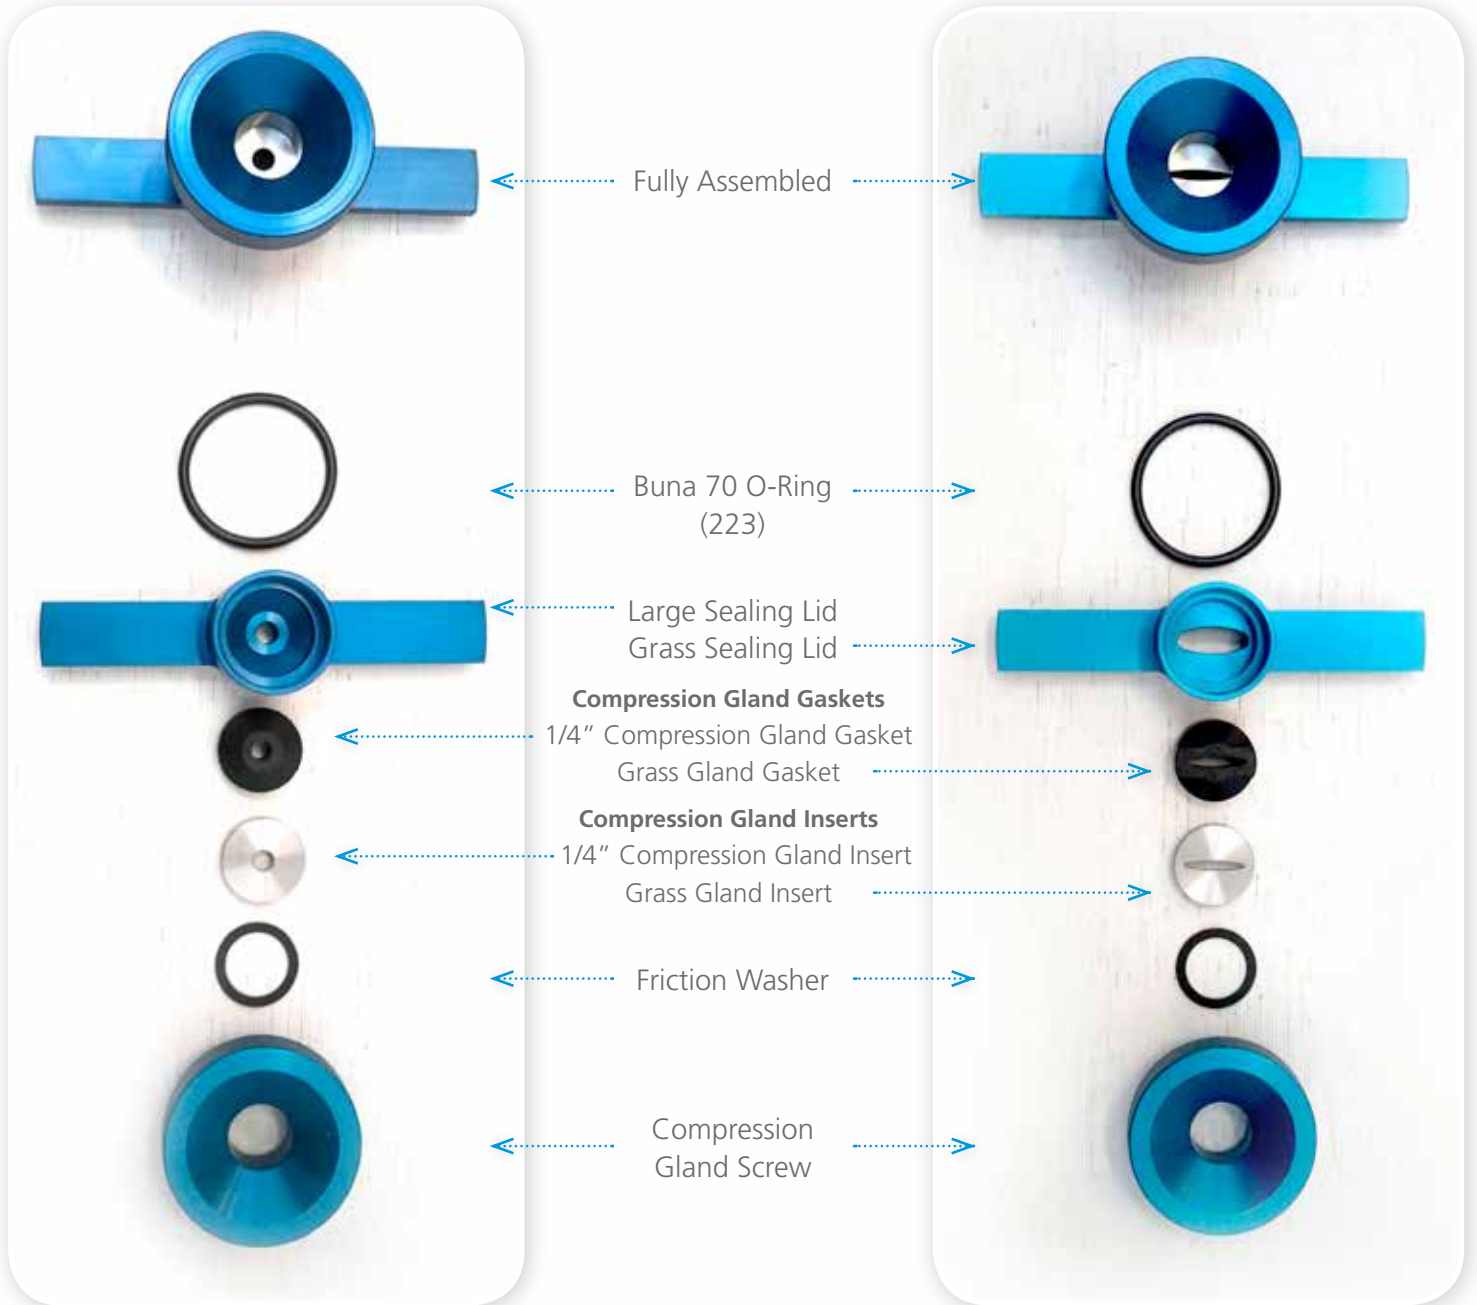 Fully Assembled
Buna 70 O-Ring
(223)
Large Sealing Lid
Grass Sealing Lid
Compression Gland Gaskets
1/4” Compression Gland Gasket
Grass Gland Gasket
Compression Gland Inserts
1/4” Compression Gland Insert
Grass Gland Insert
Friction Washer
Compression
Gland Screw